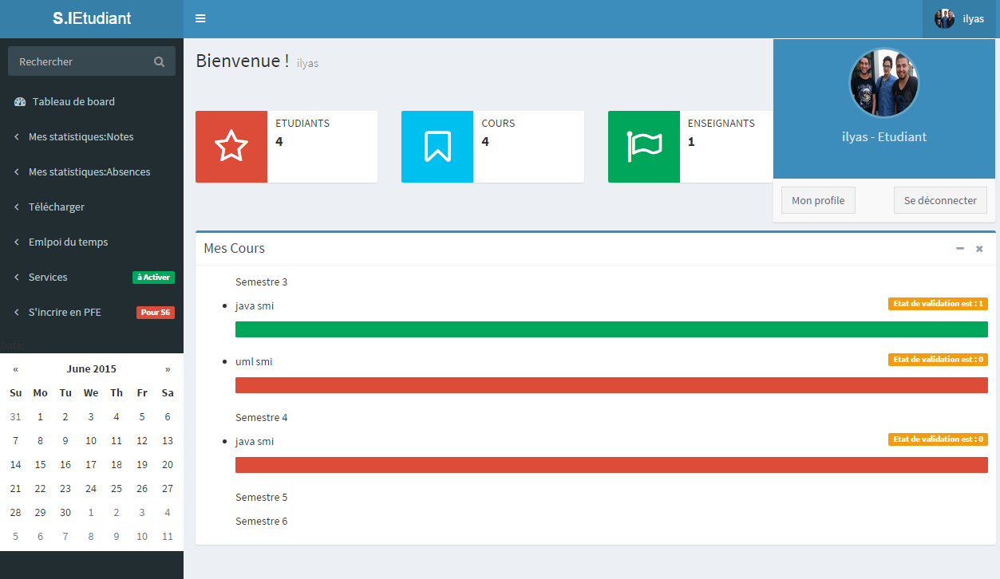 S.IEtudiant
ilyas
Rechercher
Tableau de board
Mes statistiques:Notes
Mes statistiques:Absences
Télécharger
Emlpoi du temps
Services à Activer
S'incrire en PFE Pour S6
Date:
« June 2015 »
Su Mo Tu We Th Fr Sa
31 1 2 3 4 5 6
7 8 9 10 11 12 13
14 15 16 17 18 19 20
21 22 23 24 25 26 27
28 29 30 1 2 3 4
5 6 7 8 9 10 11
Bienvenue ! ilyas
ETUDIANTS
4
COURS
4
ENSEIGNANTS
1
ilyas - Etudiant
Mon profile Se déconnecter
Mes Cours
Semestre 3
java smi Etat de validation est : 1
uml smi Etat de validation est : 0
Semestre 4
java smi Etat de validation est : 0
Semestre 5
Semestre 6